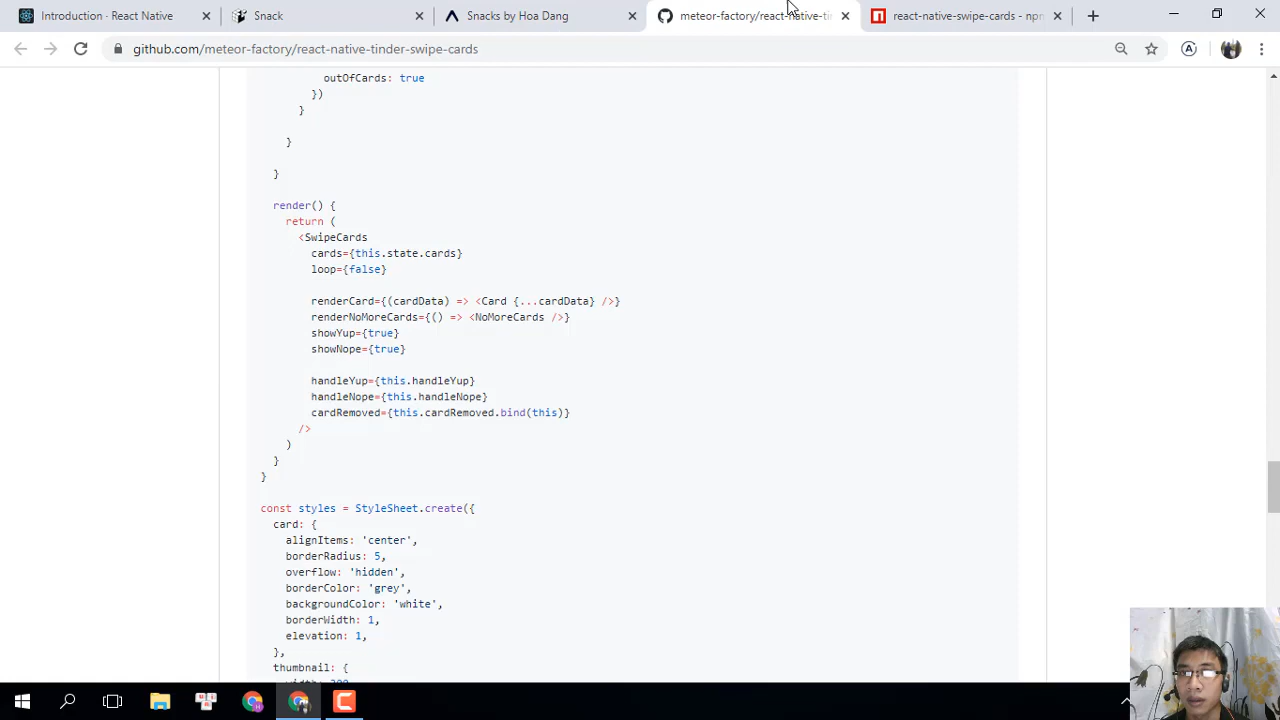 Introduction · React Native
Snack
Snacks by Hoa Dang
meteor-factory/react-native-ti
react-native-swipe-cards - npm
github.com/meteor-factory/react-native-tinder-swipe-cards
outOfCards: true
})
}
}
}
render() {
return (
<SwipeCards
cards={this.state.cards}
loop={false}
renderCard={(cardData) => <Card {...cardData} />}
renderNoMoreCards={() => <NoMoreCards />}
showYup={true}
showNope={true}
handleYup={this.handleYup}
handleNope={this.handleNope}
cardRemoved={this.cardRemoved.bind(this)}
/>
)
}
}
const styles = StyleSheet.create({
card: {
alignItems: 'center',
borderRadius: 5,
overflow: 'hidden',
borderColor: 'grey',
backgroundColor: 'white',
borderWidth: 1,
elevation: 1,
},
thumbnail: {